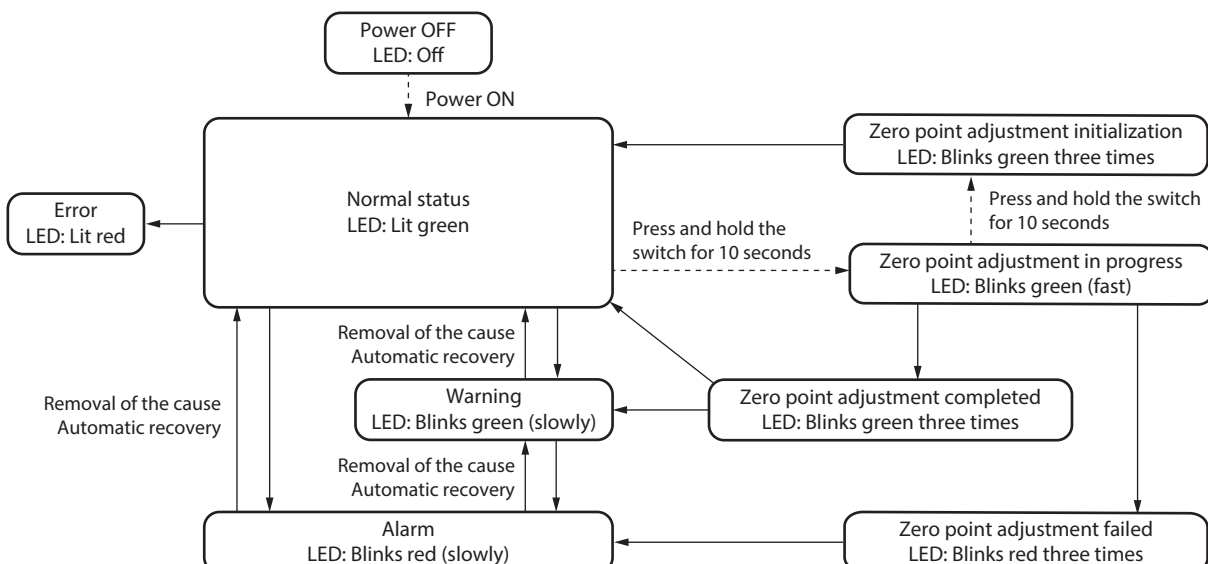 Power OFF
LED: Off
Power ON
Zero point adjustment initialization
LED: Blinks green three times
Normal status
LED: Lit green
Error
LED: Lit red
Press and hold the switch
for 10 seconds
Press and hold the
switch for 10 seconds
Zero point adjustment in progress
LED: Blinks green (fast)
Removal of the cause
Automatic recovery
Removal of the cause
Automatic recovery
Warning
LED: Blinks green (slowly)
Zero point adjustment completed
LED: Blinks green three times
Removal of the cause
Automatic recovery
Alarm
LED: Blinks red (slowly)
Zero point adjustment failed
LED: Blinks red three times